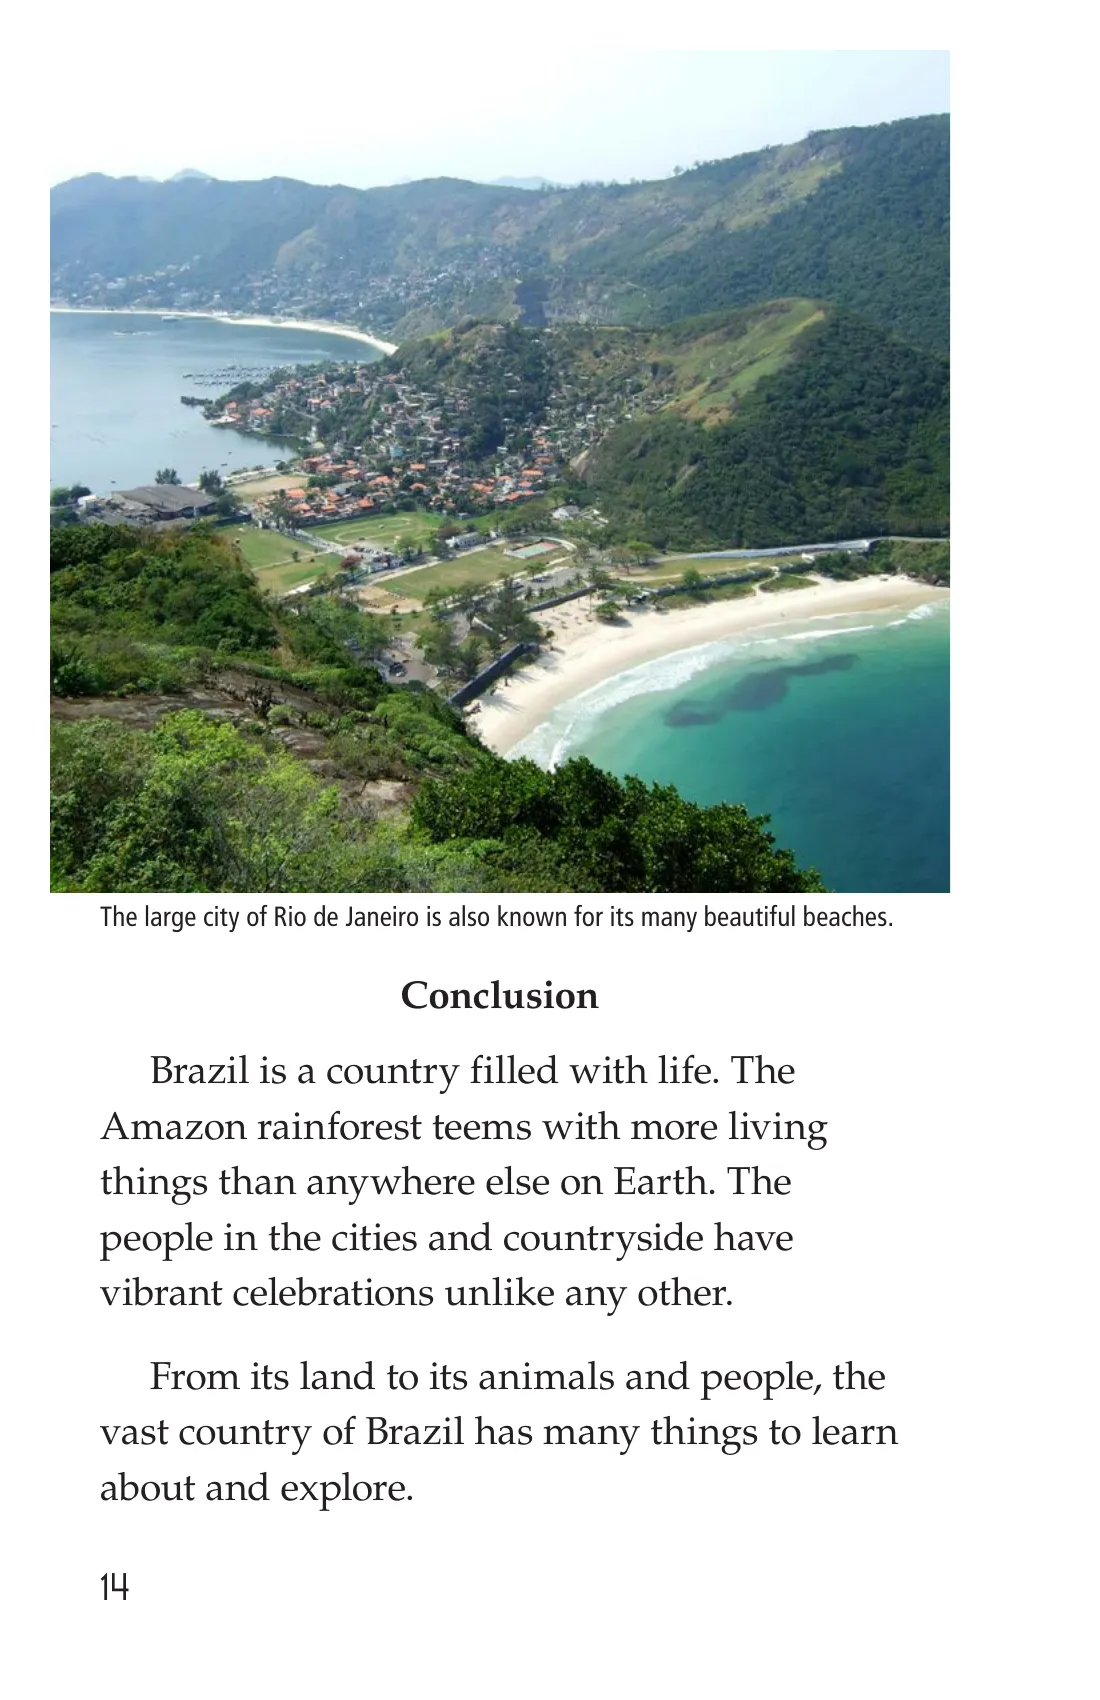 The large city of Rio de Janeiro is also known for its many beautiful beaches.
Conclusion
Brazil is a country filled with life. The
Amazon rainforest teems with more living
things than anywhere else on Earth. The
people in the cities and countryside have
vibrant celebrations unlike any other.
From its land to its animals and people, the
vast country of Brazil has many things to learn
about and explore.
14